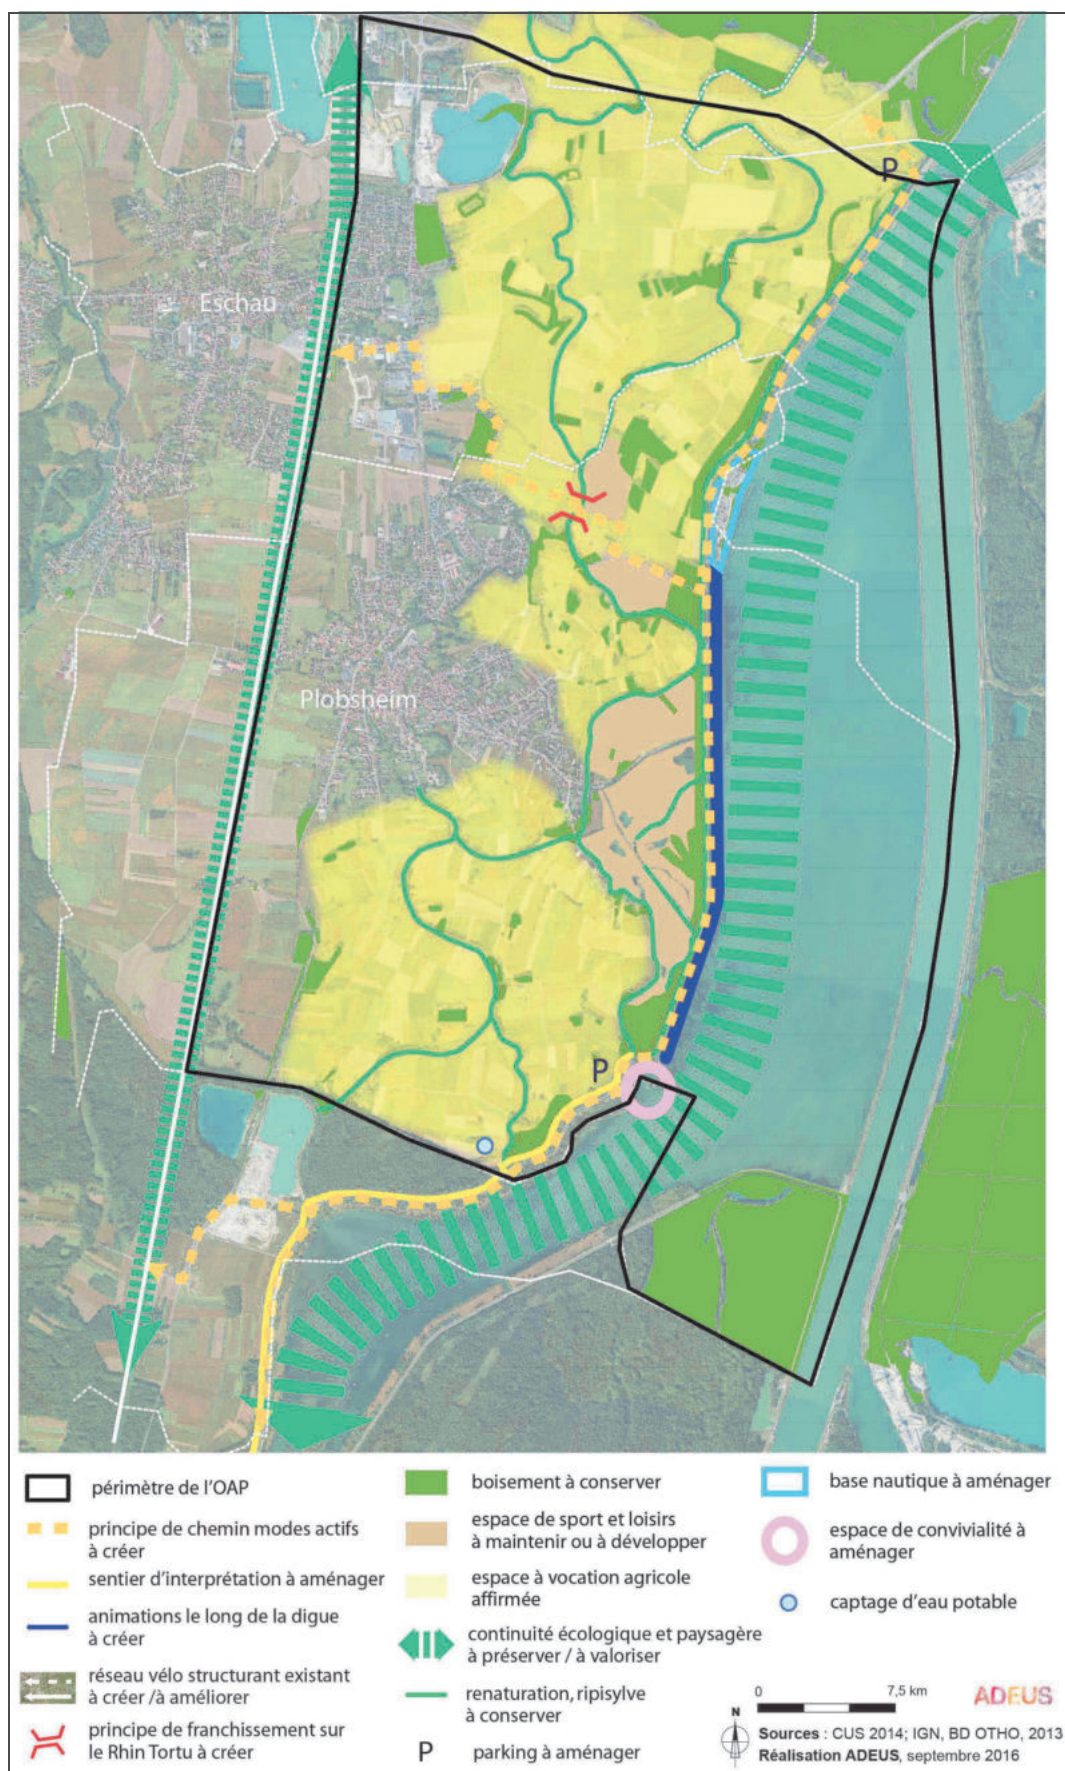 P
Eschau
Plobsheim
P
périmètre de l'OAP
principe de chemin modes actifs
à créer
sentier d'interprétation à aménager
animations le long de la digue
à créer
réseau vélo structurant existant
à créer /à améliorer
principe de franchissement sur
le Rhin Tortu à créer
boisement à conserver
espace de sport et loisirs
à maintenir ou à développer
espace à vocation agricole
affirmée
continuité écologique et paysagère
à préserver / à valoriser
renaturation, ripisylve
à conserver
P parking à aménager
base nautique à aménager
espace de convivialité à
aménager
captage d'eau potable
0 7,5 km
ADEUS
N
Sources : CUS 2014; IGN, BD OTHO, 2013
Réalisation ADEUS, septembre 2016